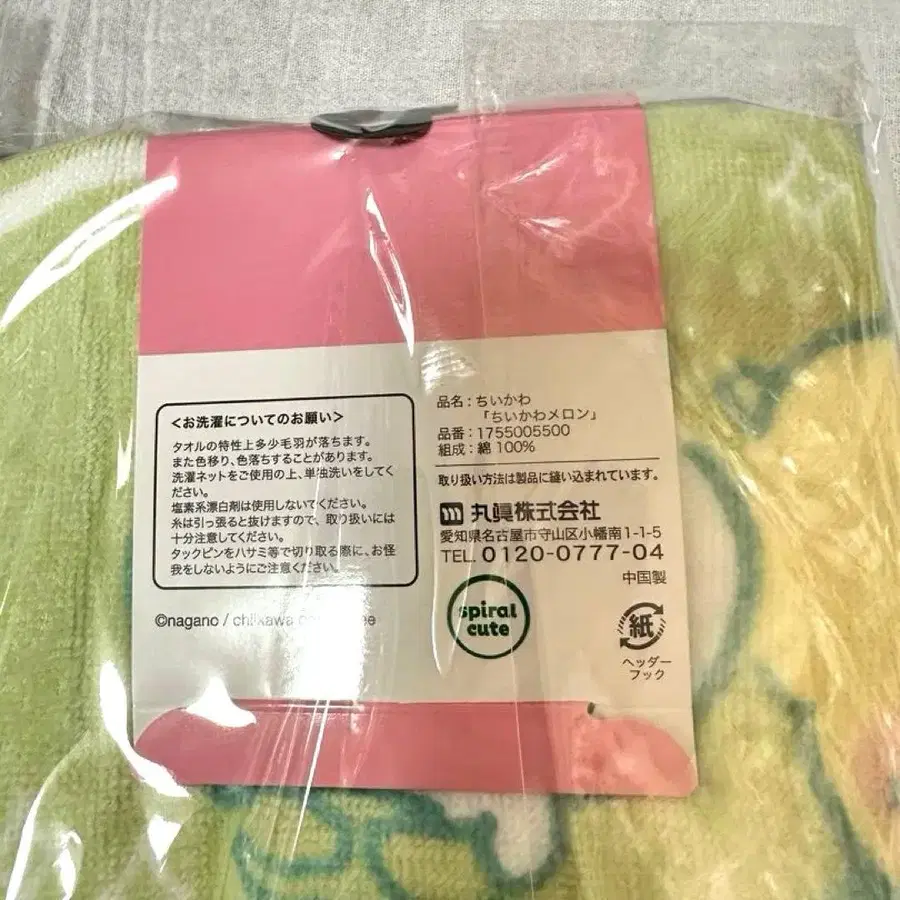 ＜お洗濯についてのお願い＞
タオルの特性上多少毛羽が落ちます。
また色移り、色落ちすることがあります。
洗濯ネットをご使用の上、単独洗いをしてく
ださい。
塩素系漂白剤は使用しないでください。
糸は引っ張ると抜けますので、取り扱いには
十分注意してください。
タックピンをハサミ等で切り取る際に、お怪
我をしないようにご注意ください。
©nagano / chiikawa
品名：ちいかわ
「ちいかわメロン」
品番：1755005500
組成：綿 100%
取り扱い方法は製品に縫い込まれています。
丸眞株式会社
愛知県名古屋市守山区小幡南1-1-5
TEL. 0120-0777-04
中国製
spiral
cute
紙
ヘッダー
フック